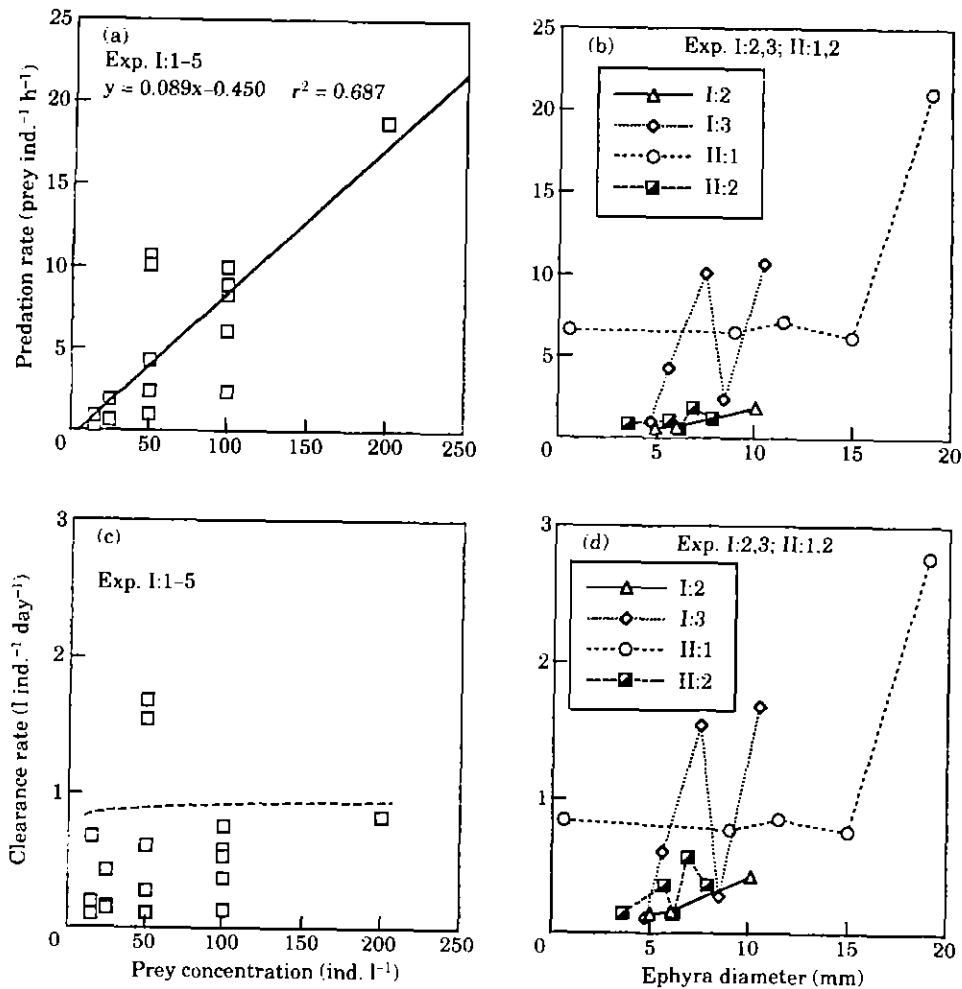 (a)
Exp. I:1–5
y = 0.089x–0.450 r² = 0.687
Predation rate (prey ind.⁻¹ h⁻¹)
25
20
15
10
5
0
50
100
150
200
250
(b)
Exp. I:2,3; II:1,2
I:2
I:3
II:1
II:2
25
20
15
10
5
0
5
10
15
20
(c)
Exp. I:1–5
Clearance rate (l ind.⁻¹ day⁻¹)
3
2
1
0
50
100
150
200
250
Prey concentration (ind. l⁻¹)
(d)
Exp. I:2,3; II:1,2
I:2
I:3
II:1
II:2
3
2
1
0
5
10
15
20
Ephyra diameter (mm)